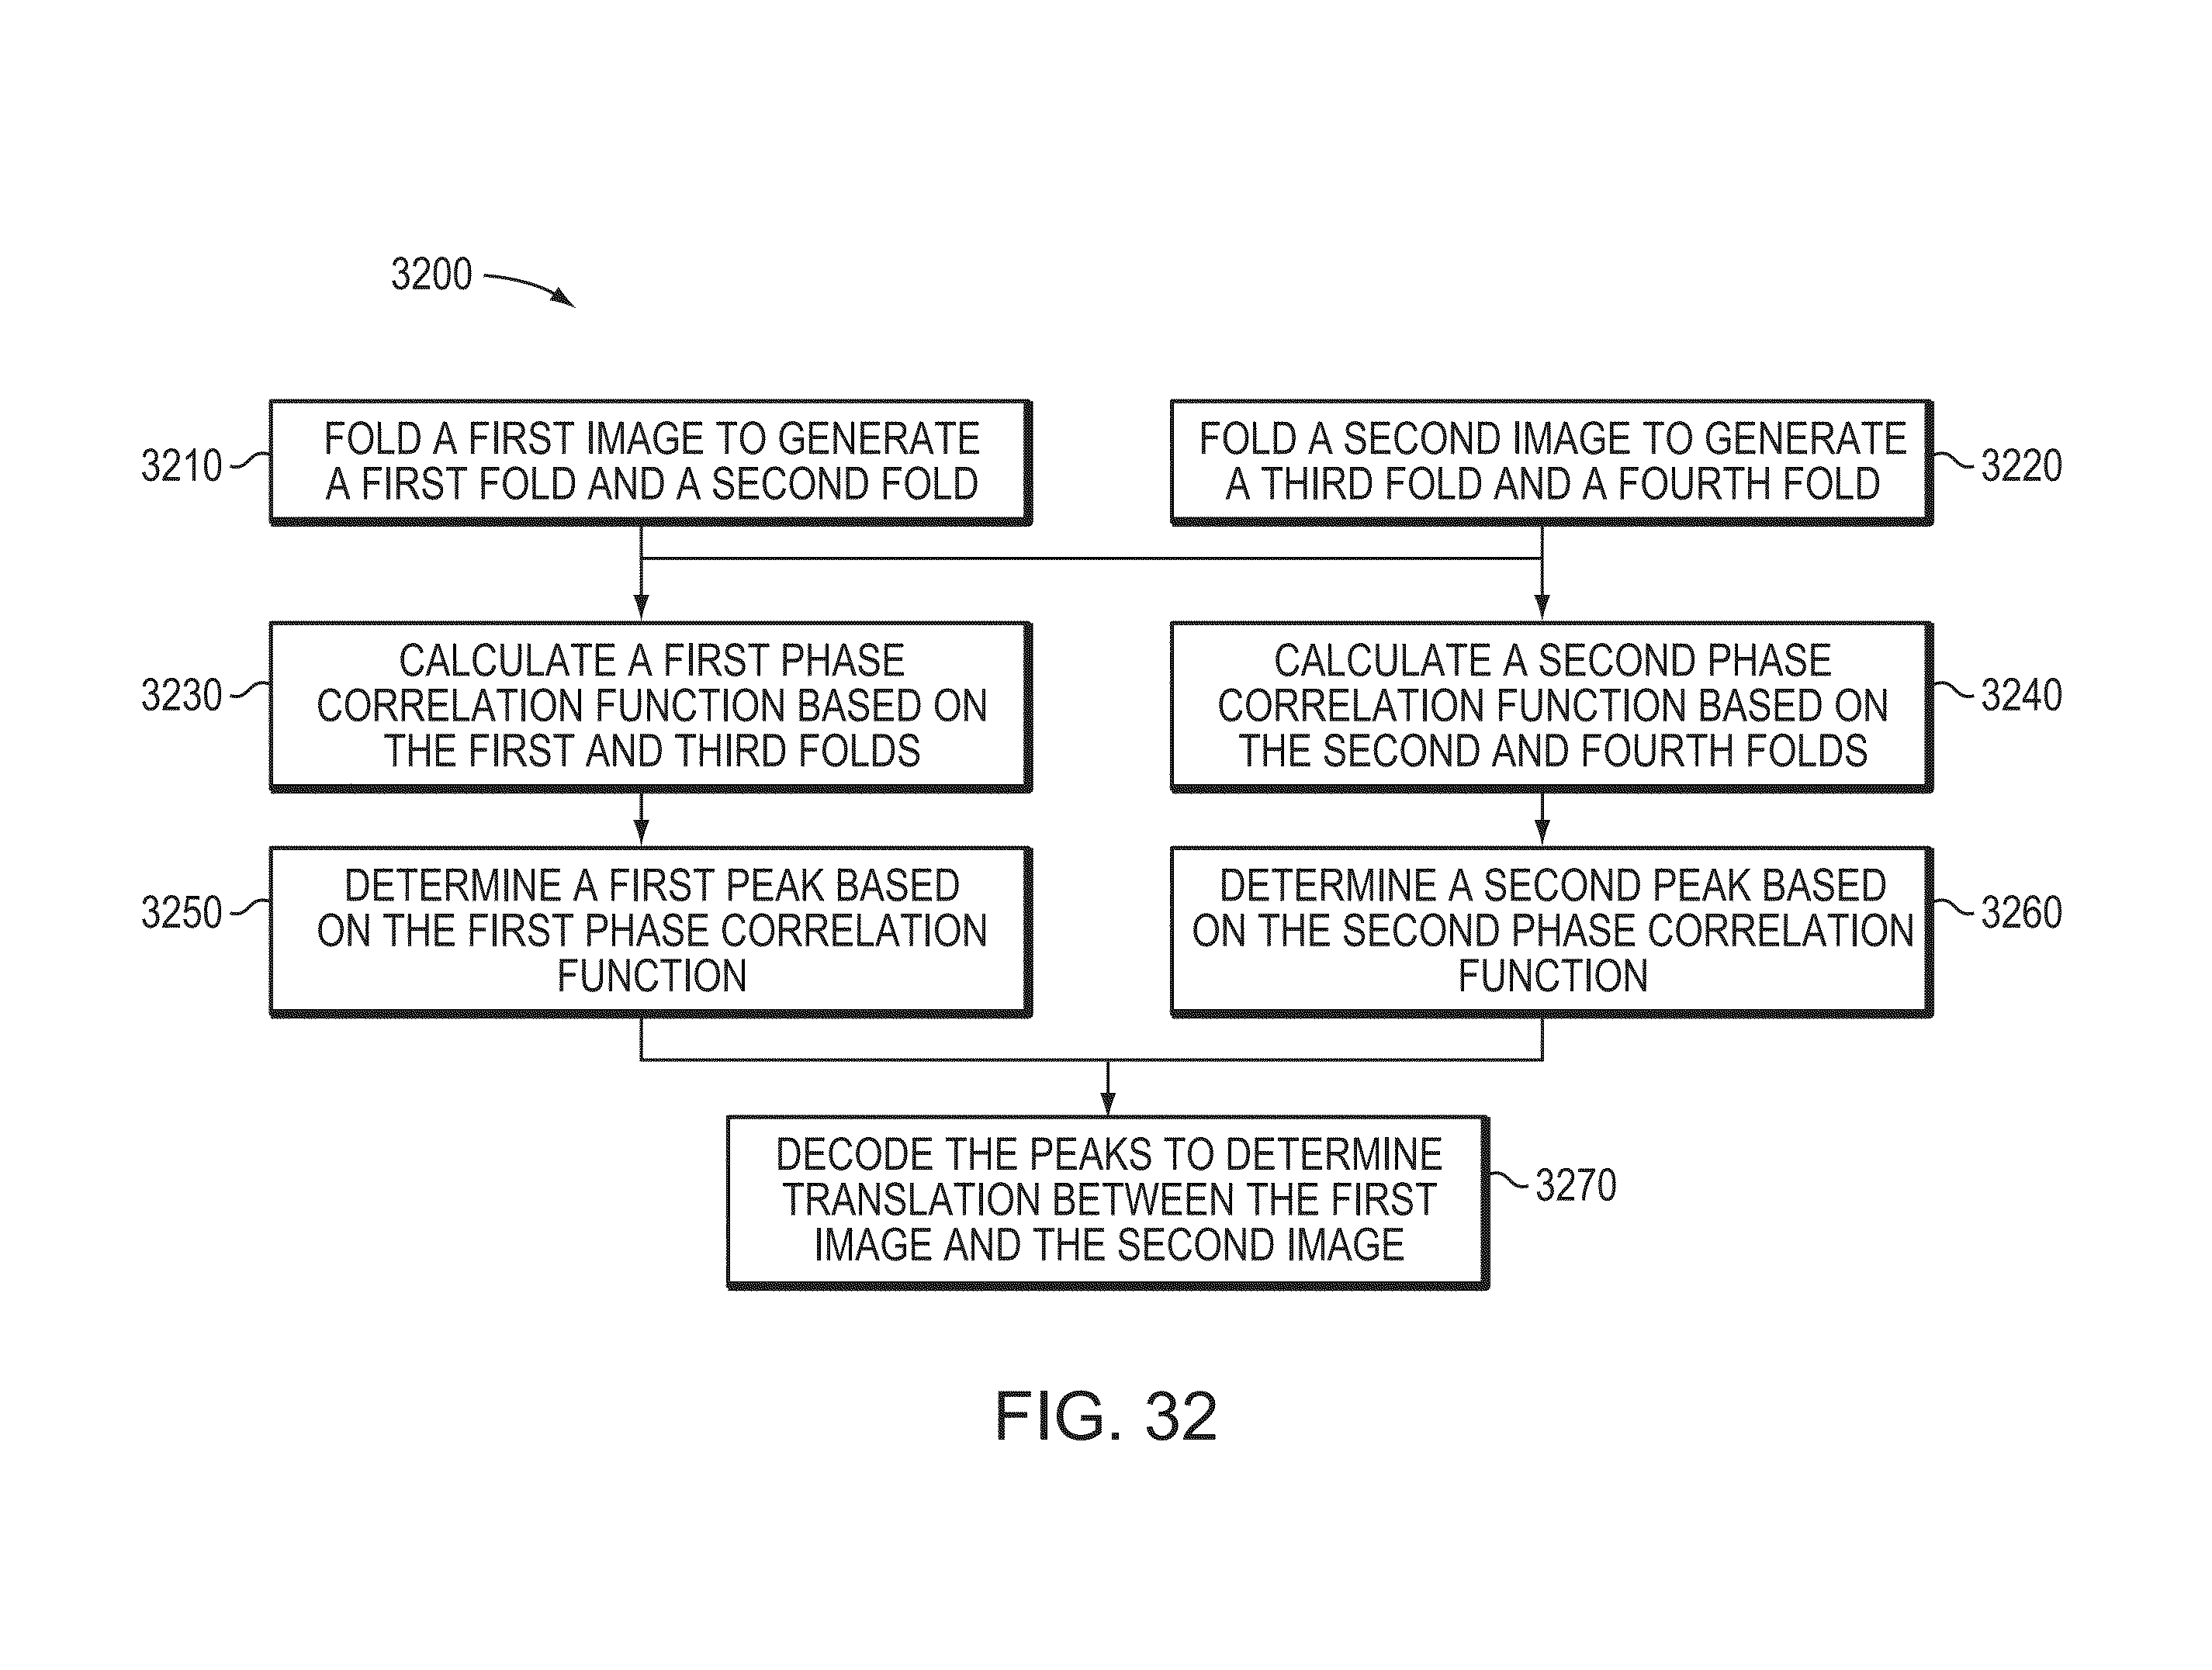 3200
3210
FOLD A FIRST IMAGE TO GENERATE
A FIRST FOLD AND A SECOND FOLD
FOLD A SECOND IMAGE TO GENERATE
A THIRD FOLD AND A FOURTH FOLD
3220
3230
CALCULATE A FIRST PHASE
CORRELATION FUNCTION BASED ON
THE FIRST AND THIRD FOLDS
CALCULATE A SECOND PHASE
CORRELATION FUNCTION BASED ON
THE SECOND AND FOURTH FOLDS
3240
3250
DETERMINE A FIRST PEAK BASED
ON THE FIRST PHASE CORRELATION
FUNCTION
DETERMINE A SECOND PEAK BASED
ON THE SECOND PHASE CORRELATION
FUNCTION
3260
DECODE THE PEAKS TO DETERMINE
TRANSLATION BETWEEN THE FIRST
IMAGE AND THE SECOND IMAGE
3270
FIG. 32